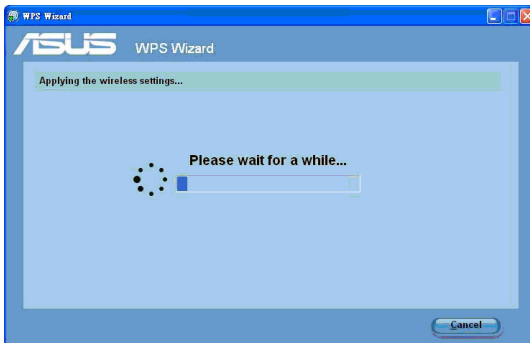 WPS Wizard
ASUS WPS Wizard
Applying the wireless settings...
Please wait for a while...
Cancel